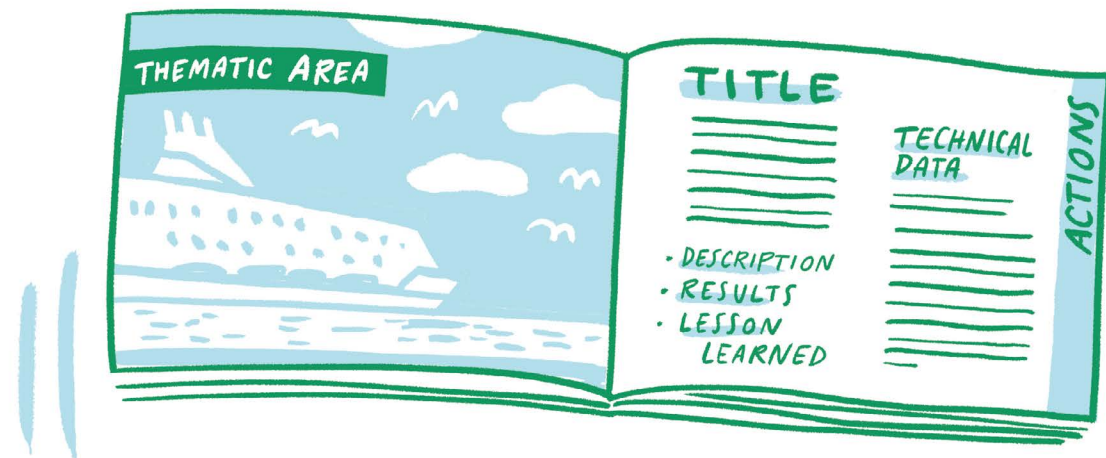 THEMATIC AREA
TITLE
• DESCRIPTION
• RESULTS
• LESSON
LEARNED
TECHNICAL
DATA
ACTIONS